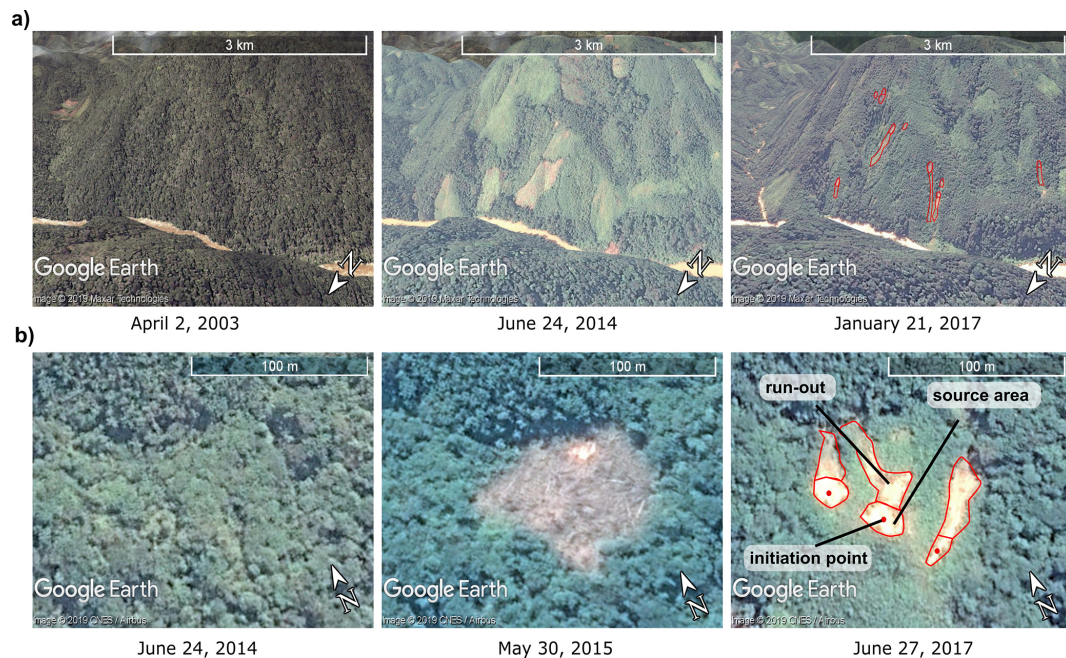 a)
3 km
3 km
3 km
N
N
N
Google Earth
Google Earth
Google Earth
Image © 2019 Maxar Technologies
Image © 2019 Maxar Technologies
Image © 2019 Maxar Technologies
April 2, 2003
June 24, 2014
January 21, 2017
b)
100 m
100 m
100 m
run-out
source area
initiation point
N
N
N
Google Earth
Google Earth
Google Earth
Image © 2019 CNES / Airbus
Image © 2019 CNES / Airbus
Image © 2019 CNES / Airbus
June 24, 2014
May 30, 2015
June 27, 2017